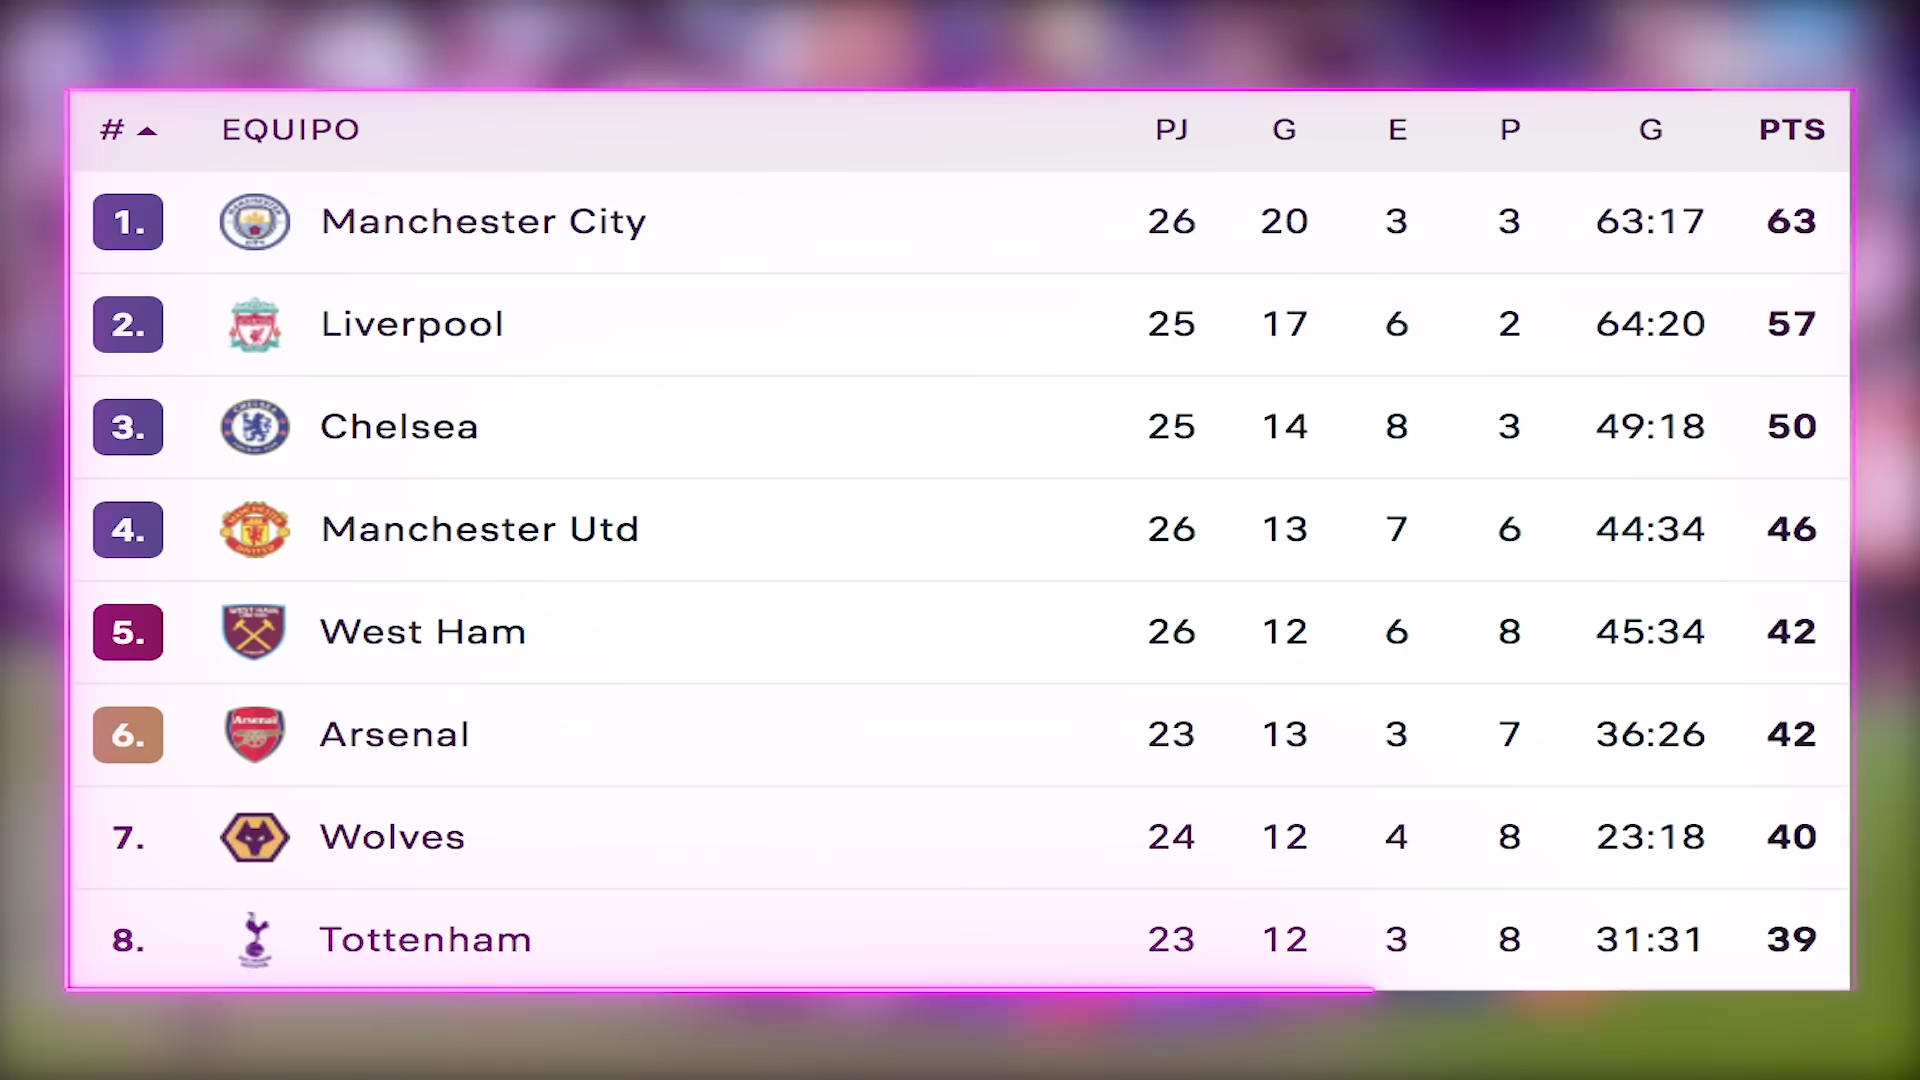 # EQUIPO PJ G E P G PTS
1. Manchester City 26 20 3 3 63:17 63
2. Liverpool 25 17 6 2 64:20 57
3. Chelsea 25 14 8 3 49:18 50
4. Manchester Utd 26 13 7 6 44:34 46
5. West Ham 26 12 6 8 45:34 42
6. Arsenal 23 13 3 7 36:26 42
7. Wolves 24 12 4 8 23:18 40
8. Tottenham 23 12 3 8 31:31 39